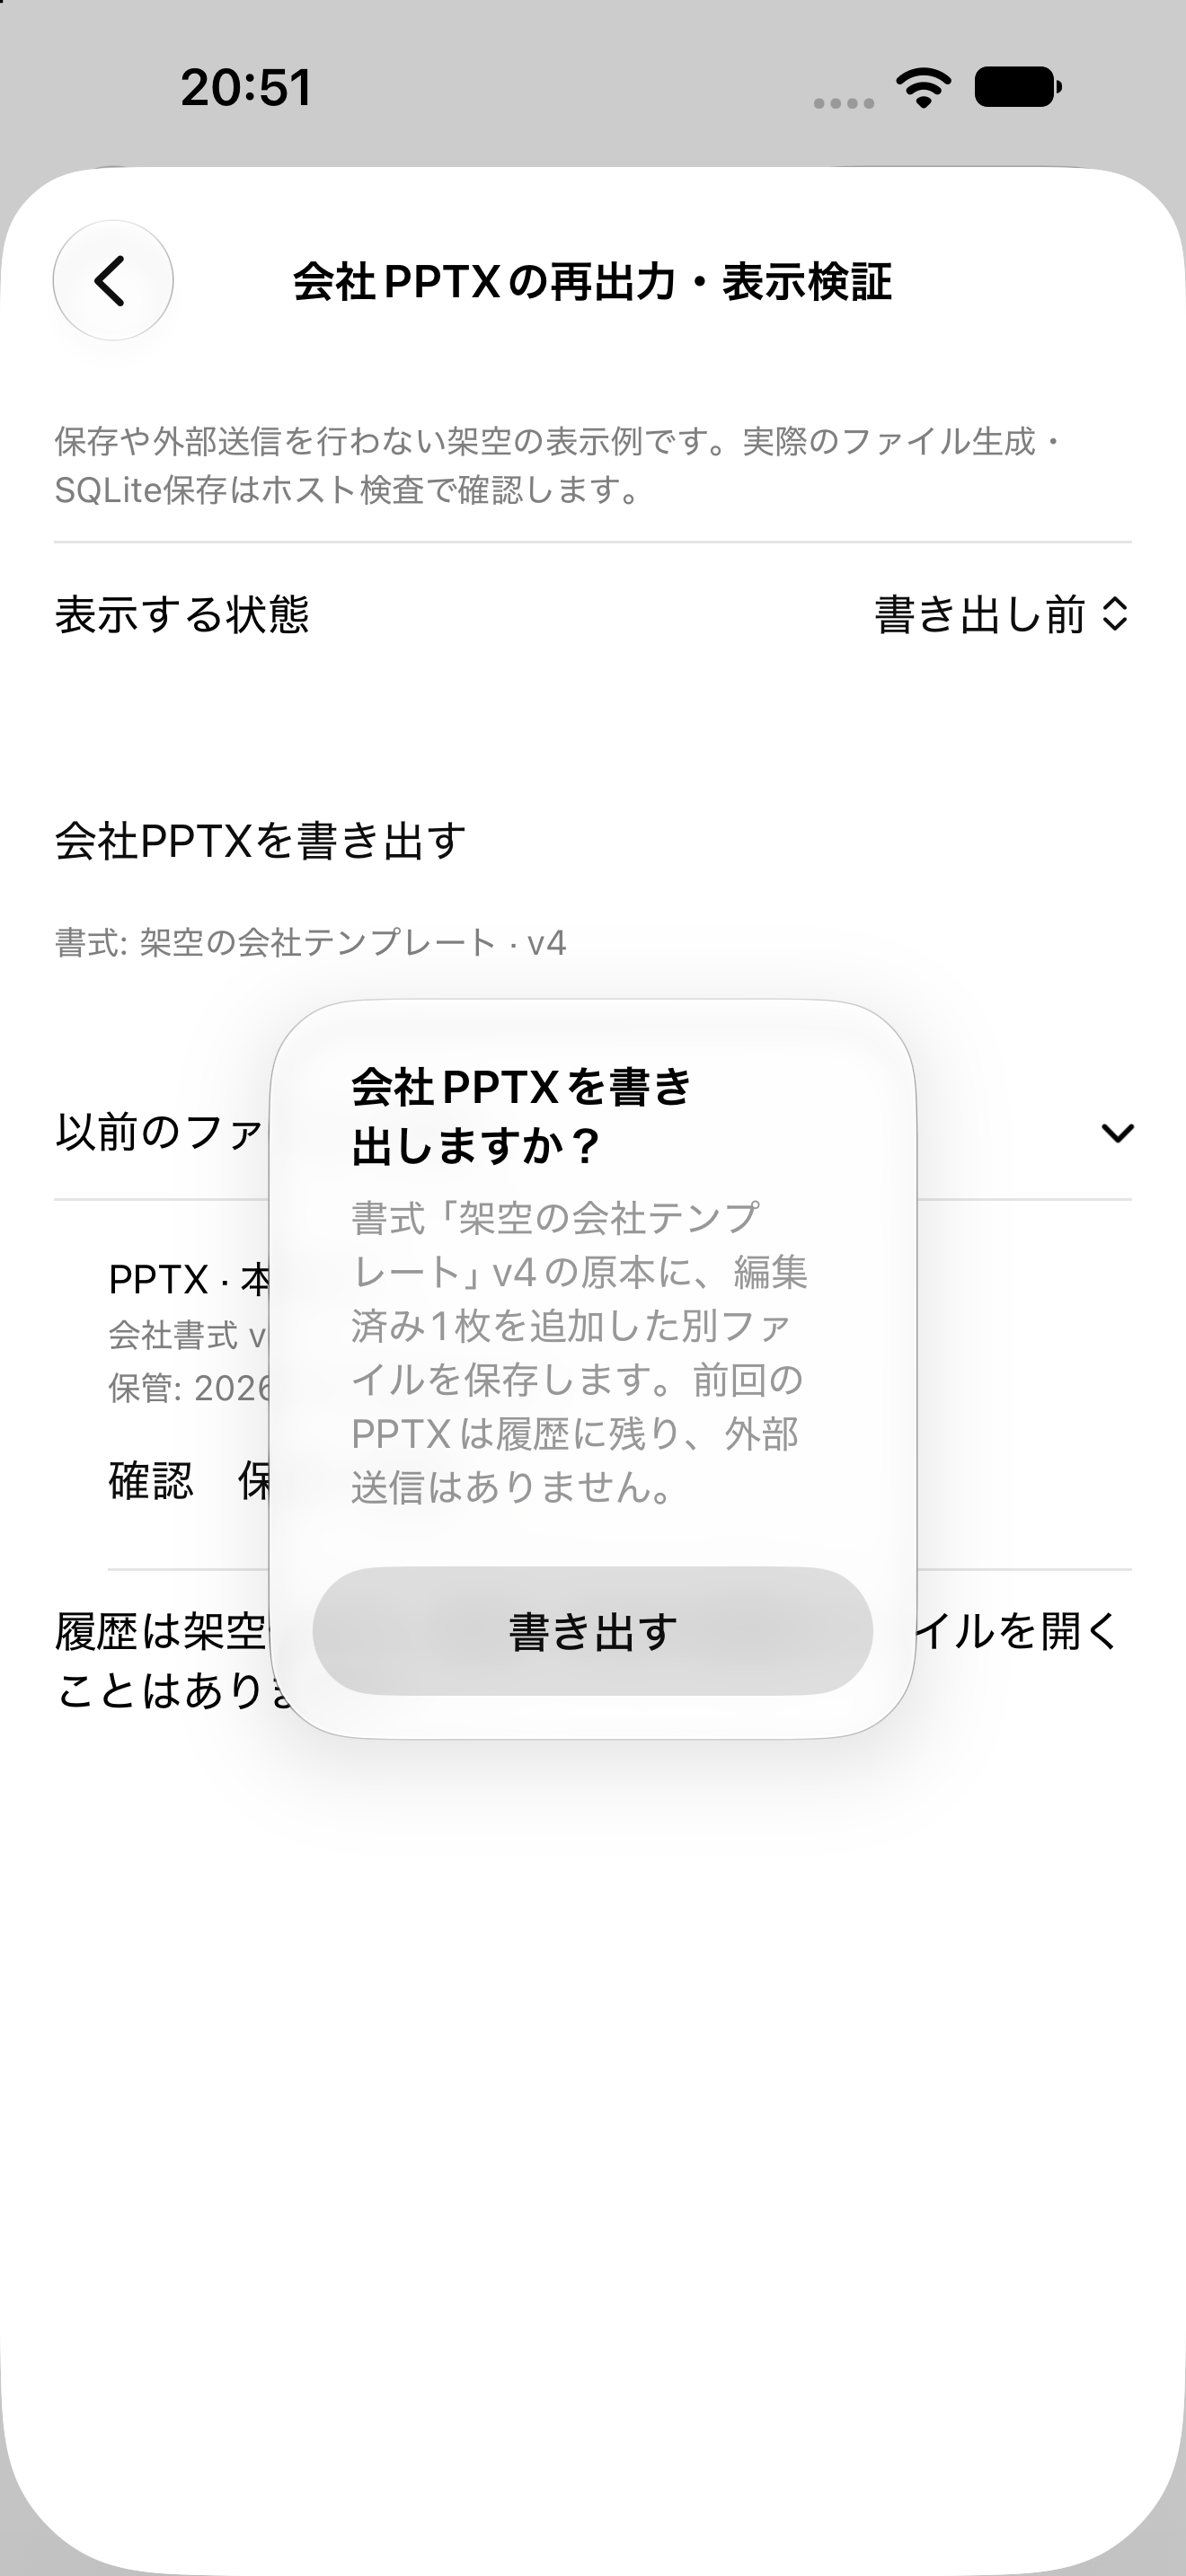 20:51
会社PPTXの再出力・表示検証
保存や外部送信を行わない架空の表示例です。実際のファイル生成・
SQLite保存はホスト検査で確認します。
表示する状態
書き出し前
会社PPTXを書き出す
書式: 架空の会社テンプレート · v4
会社PPTXを書き
出しますか？
書式「架空の会社テンプ
レート」v4の原本に、編集
済み1枚を追加した別ファ
イルを保存します。前回の
PPTXは履歴に残り、外部
送信はありません。
書き出す
以前のファ
PPTX · 本
会社書式 v
保管: 2026
確認 保
履歴は架空
イルを開く
ことはありま